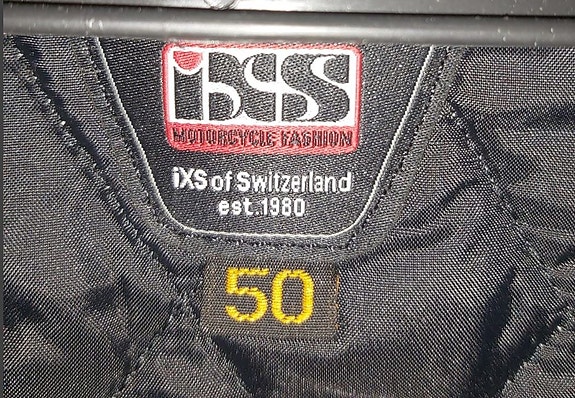 iXS
MOTORCYCLE FASHION
iXS of Switzerland
est.1980
50